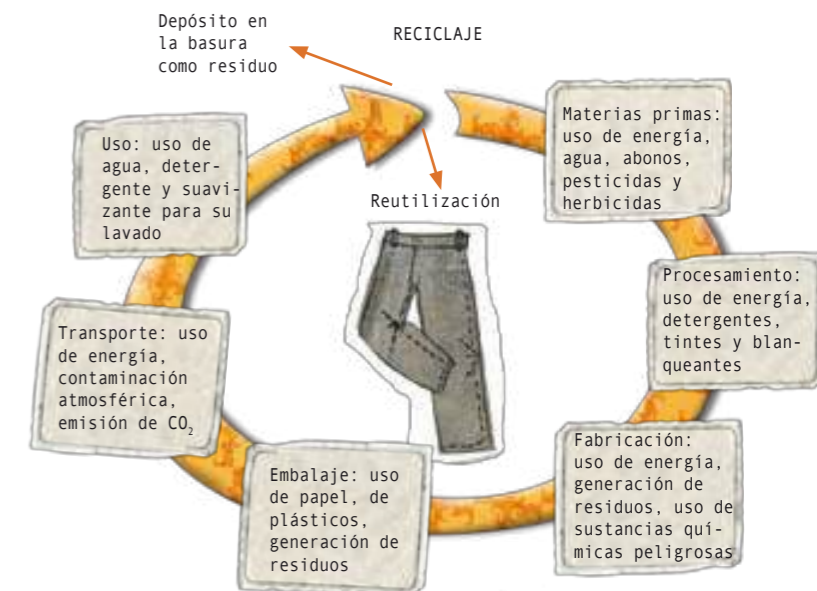 Depósito en
la basura
como residuo
RECICLAJE
Materias primas:
uso de energía,
agua, abonos,
pesticidas y
herbicidas
Procesamiento:
uso de energía,
detergentes,
tintes y blan-
queantes
Fabricación:
uso de energía,
generación de
residuos, uso de
sustancias quí-
micas peligrosas
Embalaje: uso
de papel, de
plásticos,
generación de
residuos
Transporte: uso
de energía,
contaminación
atmosférica,
emisión de CO₂
Uso: uso de
agua, deter-
gente y suavi-
zante para su
lavado
Reutilización